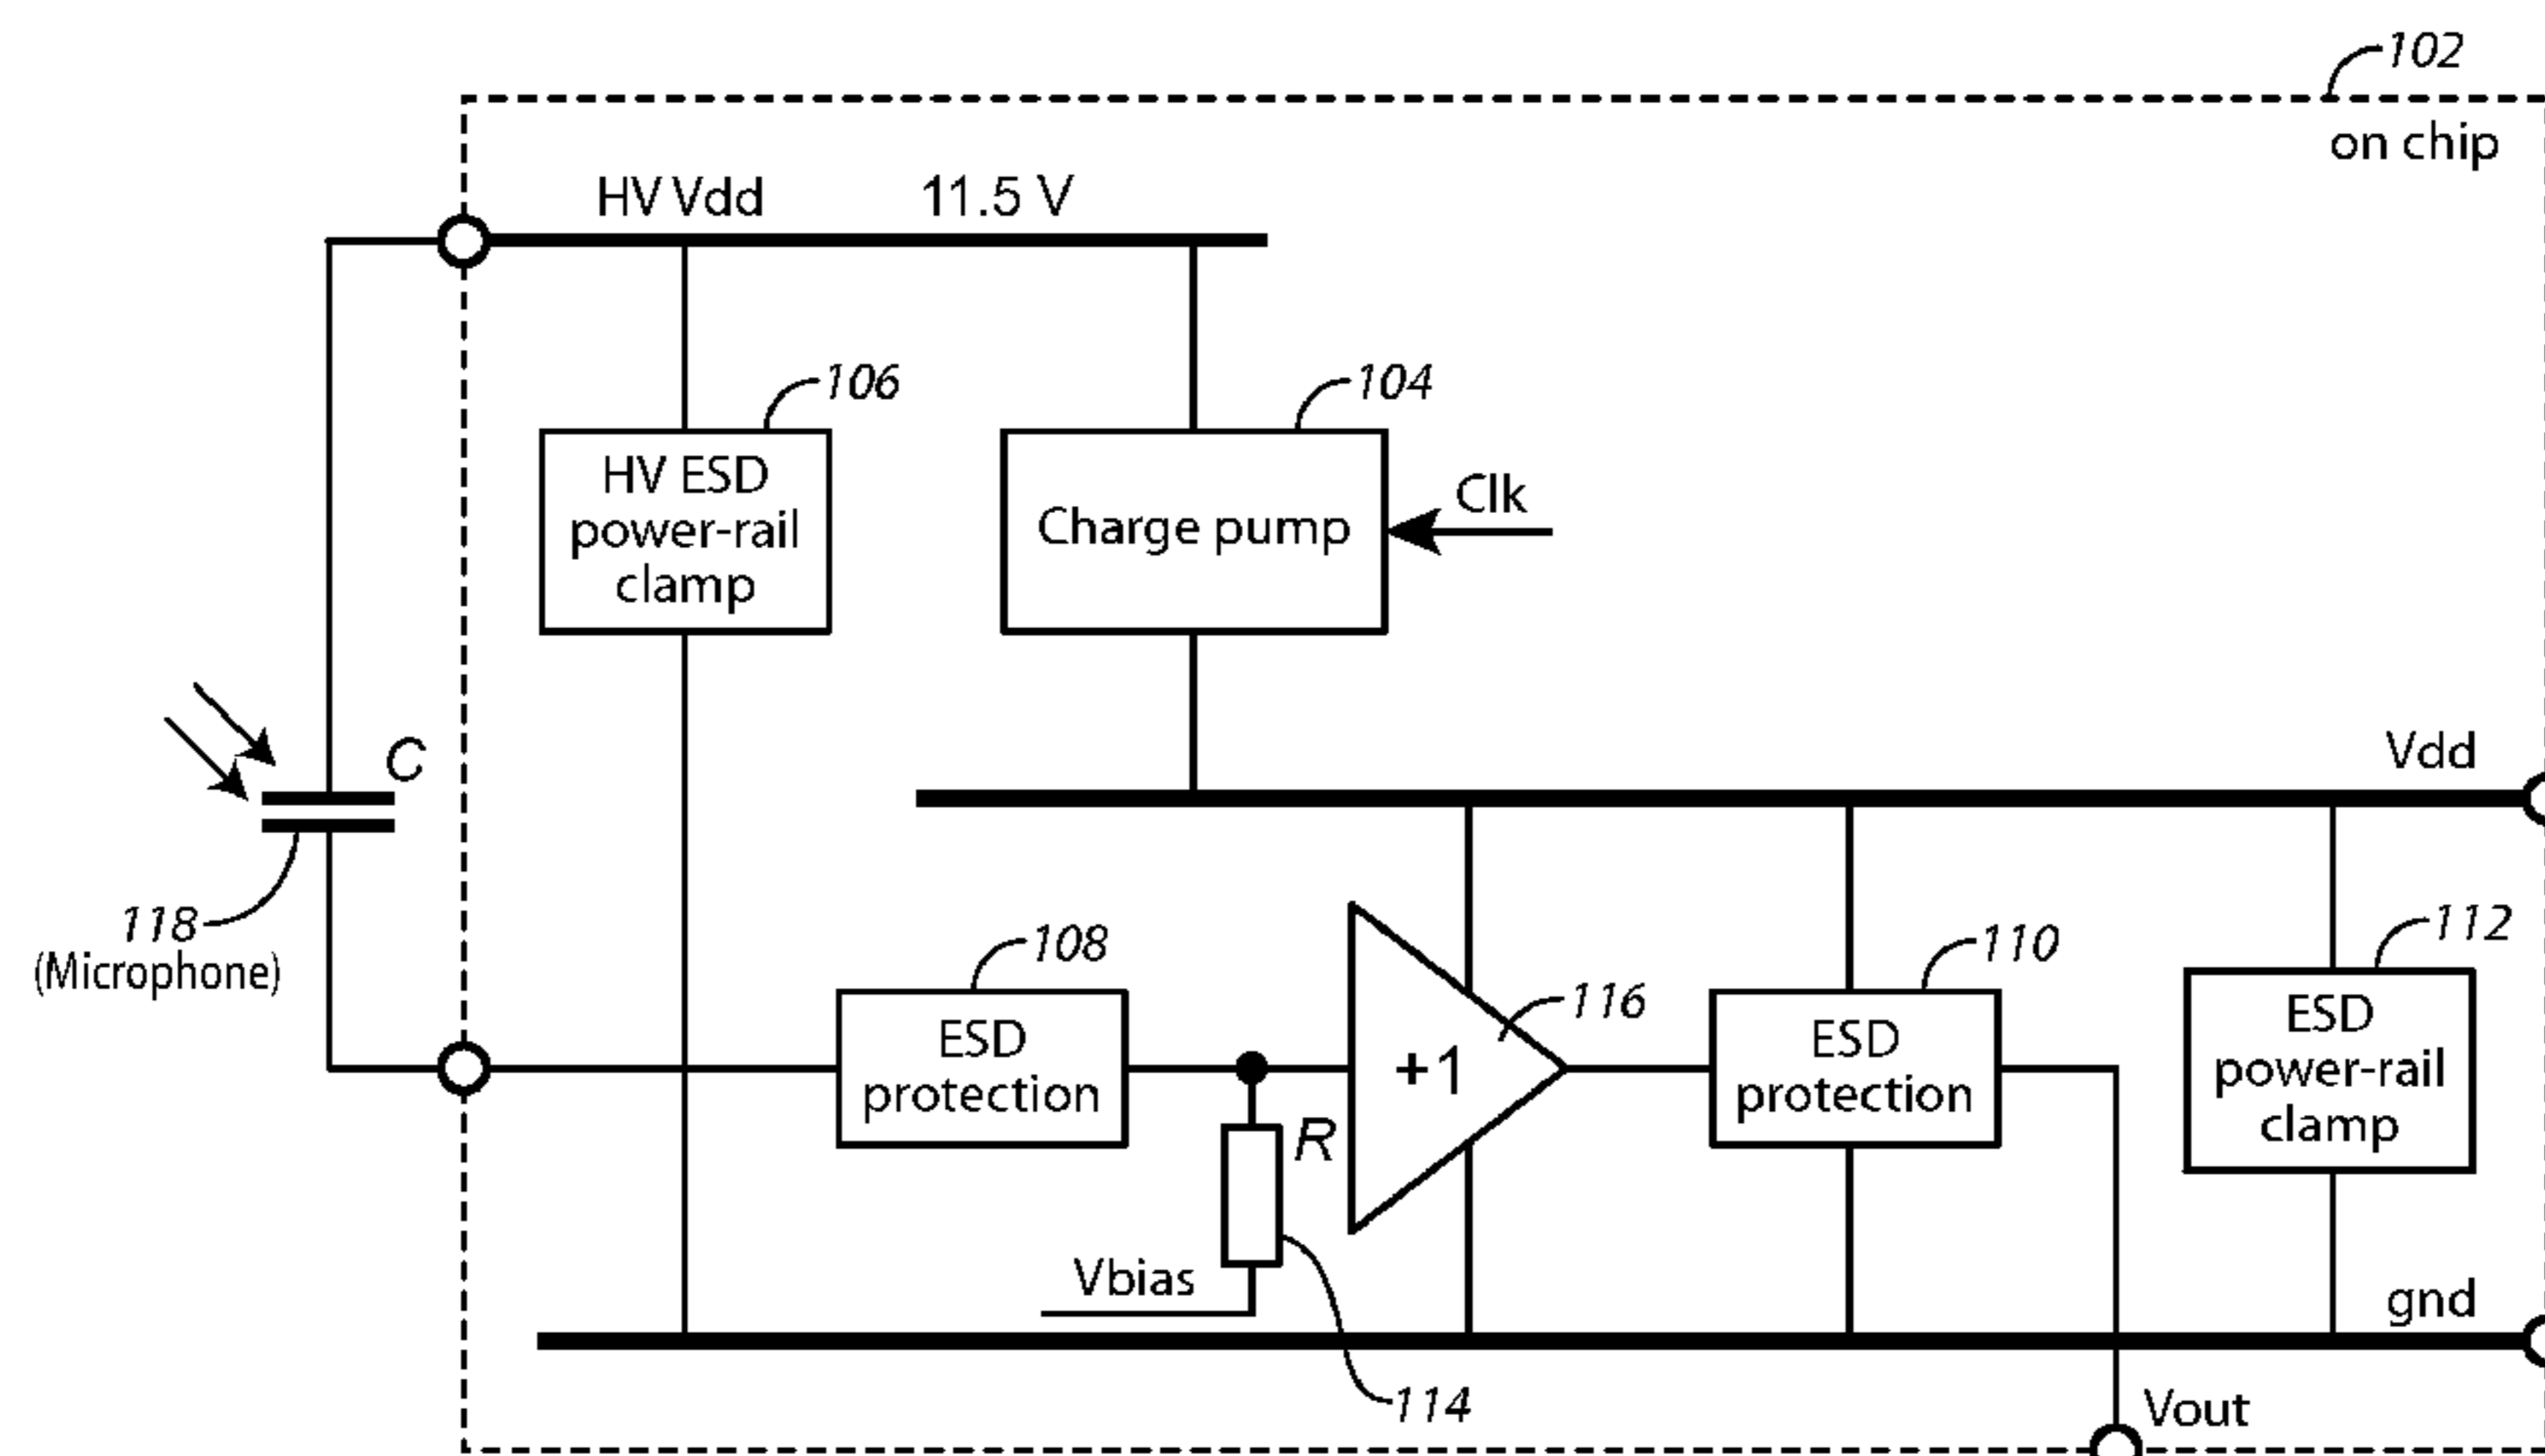 102
on chip
HV Vdd
11.5 V
106
104
HV ESD
power-rail
clamp
Charge pump
Clk
C
Vdd
118
(Microphone)
108
116
110
112
ESD
protection
+1
ESD
protection
ESD
power-rail
clamp
R
Vbias
gnd
114
Vout